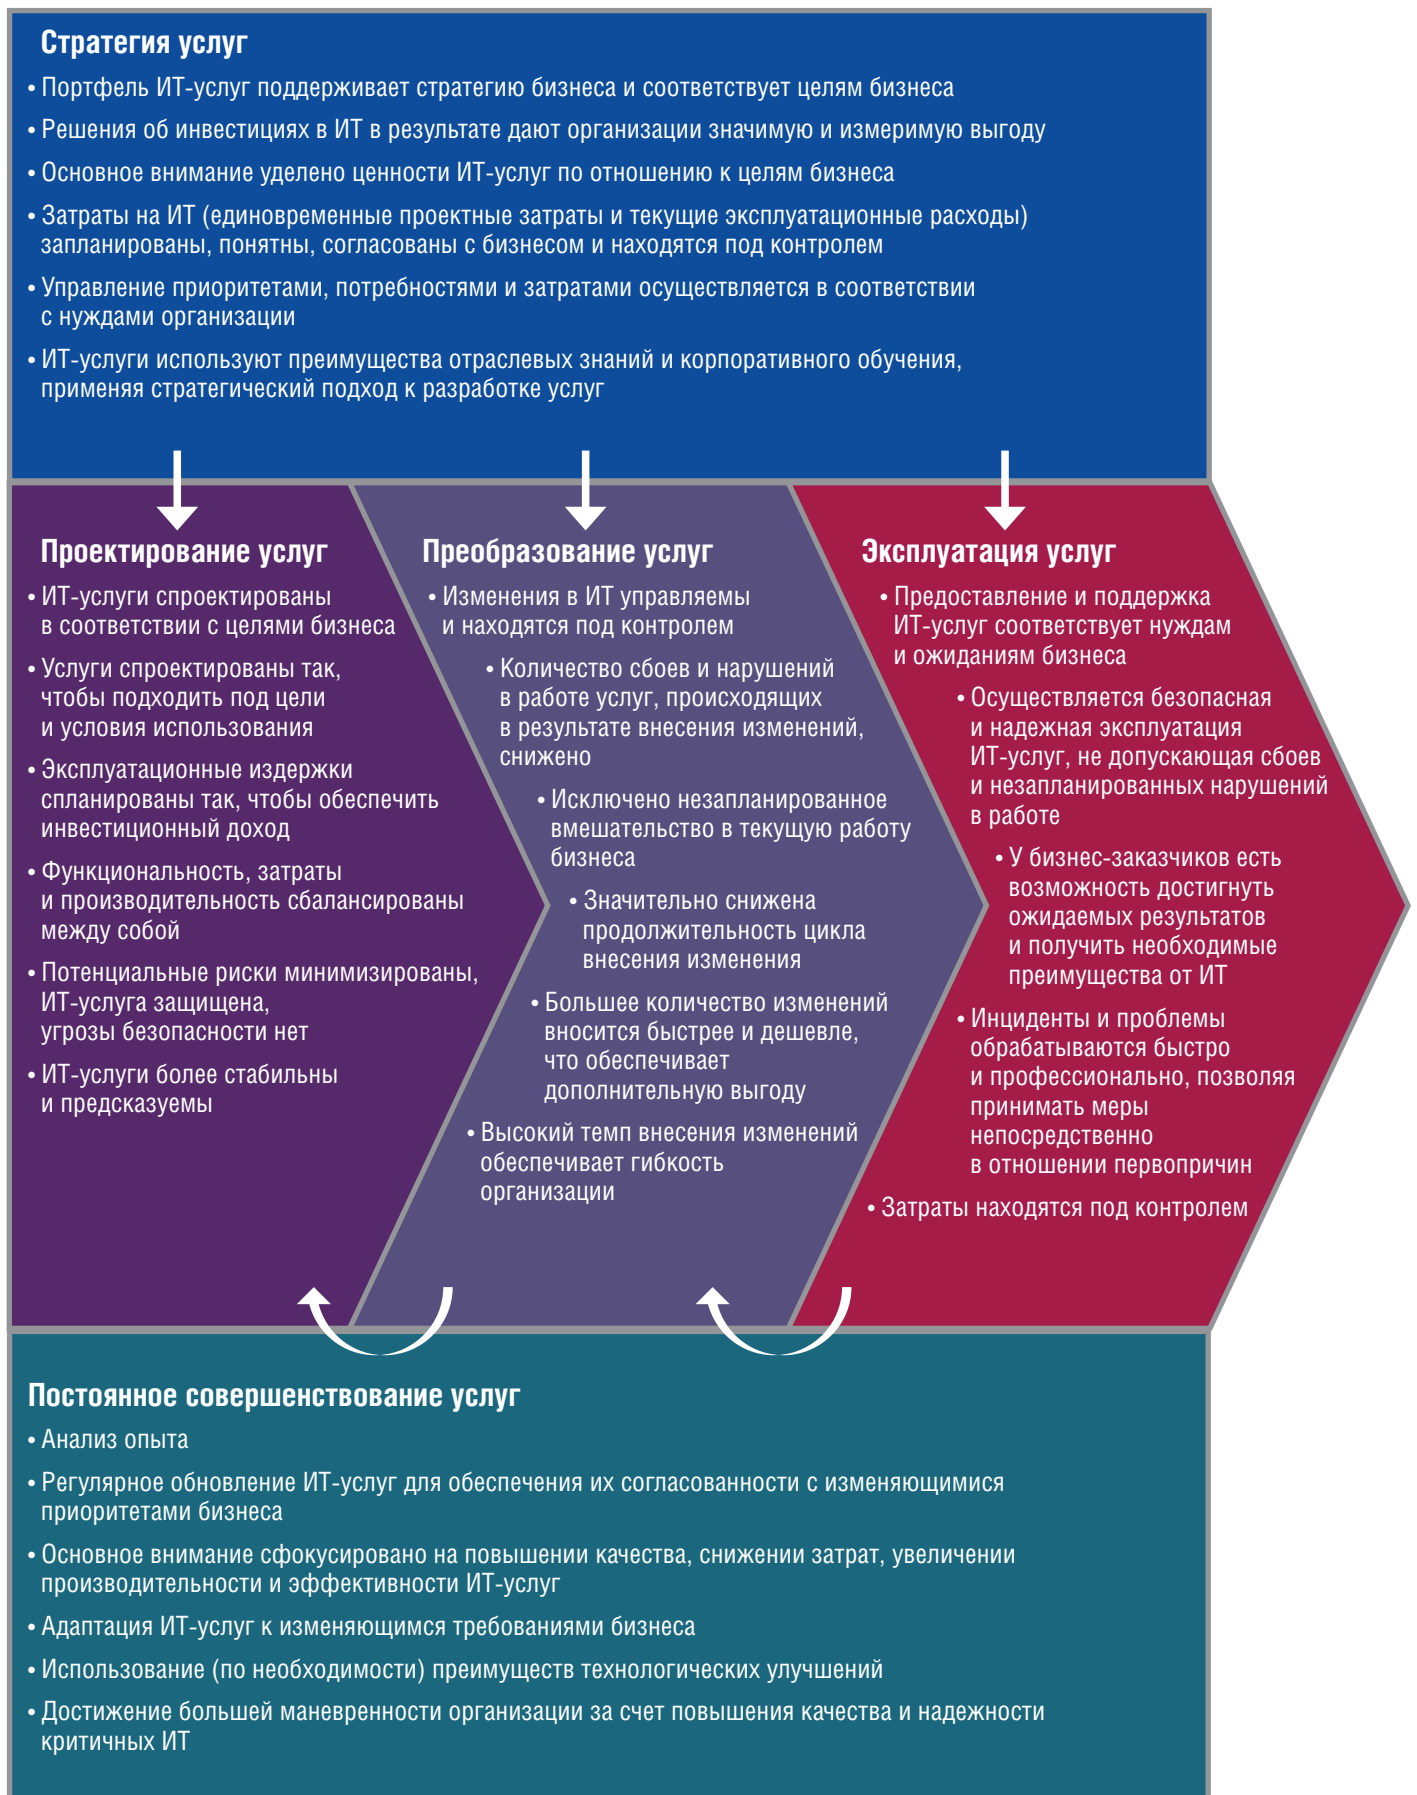 Стратегия услуг
• Портфель ИТ-услуг поддерживает стратегию бизнеса и соответствует целям бизнеса
• Решения об инвестициях в ИТ в результате дают организации значимую и измеримую выгоду
• Основное внимание уделено ценности ИТ-услуг по отношению к целям бизнеса
• Затраты на ИТ (единовременные проектные затраты и текущие эксплуатационные расходы)
запланированы, понятны, согласованы с бизнесом и находятся под контролем
• Управление приоритетами, потребностями и затратами осуществляется в соответствии
с нуждами организации
• ИТ-услуги используют преимущества отраслевых знаний и корпоративного обучения,
применяя стратегический подход к разработке услуг
Проектирование услуг
• ИТ-услуги спроектированы
в соответствии с целями бизнеса
• Услуги спроектированы так,
чтобы подходить под цели
и условия использования
• Эксплуатационные издержки
спланированы так, чтобы обеспечить
инвестиционный доход
• Функциональность, затраты
и производительность сбалансированы
между собой
• Потенциальные риски минимизированы,
ИТ-услуга защищена,
угрозы безопасности нет
• ИТ-услуги более стабильны
и предсказуемы
Преобразование услуг
• Изменения в ИТ управляемы
и находятся под контролем
• Количество сбоев и нарушений
в работе услуг, происходящих
в результате внесения изменений,
снижено
• Исключено незапланированное
вмешательство в текущую работу
бизнеса
• Значительно снижена
продолжительность цикла
внесения изменения
• Большее количество изменений
вносится быстрее и дешевле,
что обеспечивает
дополнительную выгоду
• Высокий темп внесения изменений
обеспечивает гибкость
организации
Эксплуатация услуг
• Предоставление и поддержка
ИТ-услуг соответствует нуждам
и ожиданиям бизнеса
• Осуществляется безопасная
и надежная эксплуатация
ИТ-услуг, не допускающая сбоев
и незапланированных нарушений
в работе
• У бизнес-заказчиков есть
возможность достигнуть
ожидаемых результатов
и получить необходимые
преимущества от ИТ
• Инциденты и проблемы
обрабатываются быстро
и профессионально, позволяя
принимать меры
непосредственно
в отношении первопричин
• Затраты находятся под контролем
Постоянное совершенствование услуг
• Анализ опыта
• Регулярное обновление ИТ-услуг для обеспечения их согласованности с изменяющимися
приоритетами бизнеса
• Основное внимание сфокусировано на повышении качества, снижении затрат, увеличении
производительности и эффективности ИТ-услуг
• Адаптация ИТ-услуг к изменяющимся требованиями бизнеса
• Использование (по необходимости) преимуществ технологических улучшений
• Достижение большей маневренности организации за счет повышения качества и надежности
критичных ИТ